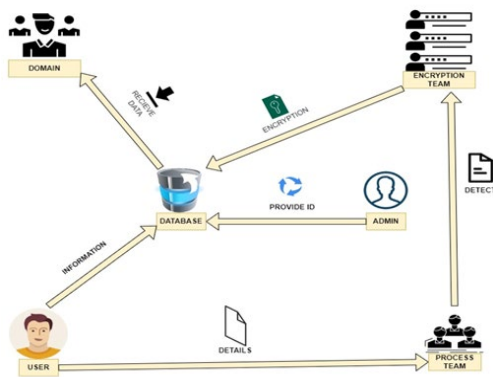 DOMAIN
ENCRYPTION
TEAM
RECIEVE
DATA
ENCRYPTION
DETECT
PROVIDE ID
DATABASE
ADMIN
INFORMATION
DETAILS
USER
PROCESS
TEAM